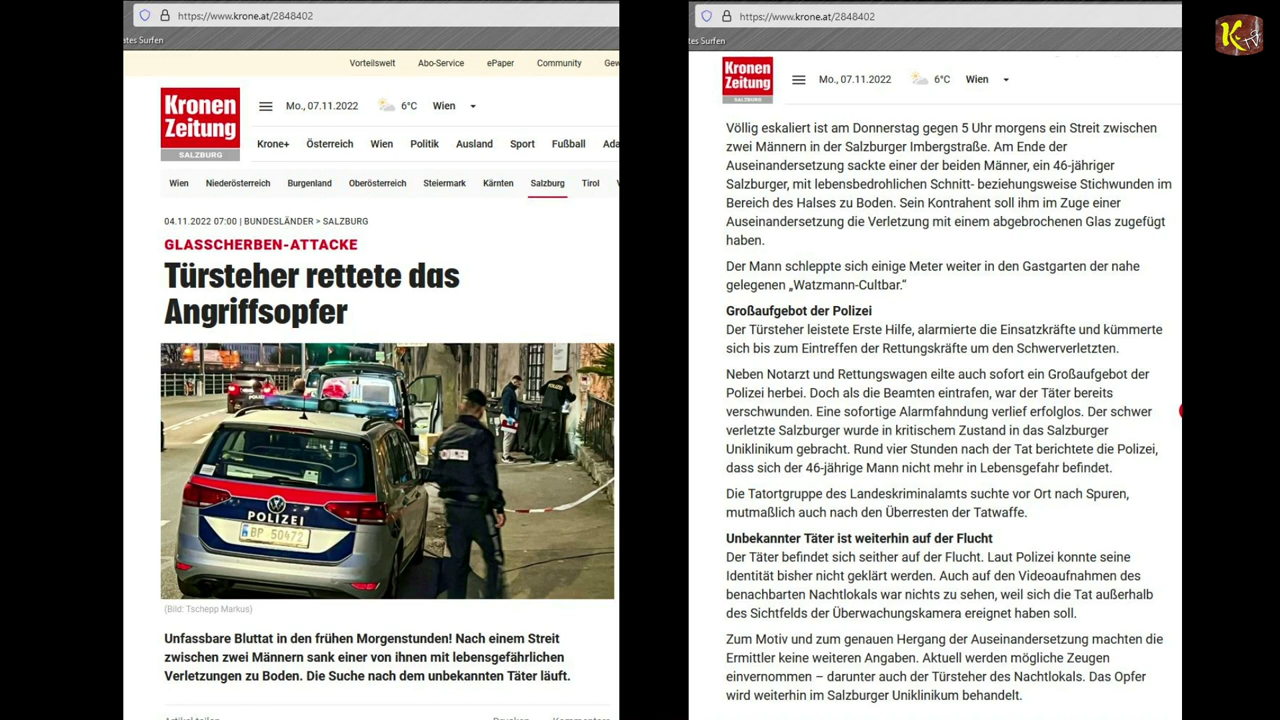 https://www.krone.at/2848402
ates Surfen
Vorteilswelt Abo-Service ePaper Community Gew
Kronen
Zeitung
SALZBURG
Mo., 07.11.2022 6°C Wien
Krone+ Österreich Wien Politik Ausland Sport Fußball Ada
Wien Niederösterreich Burgenland Oberösterreich Steiermark Kärnten Salzburg Tirol
04.11.2022 07:00 | BUNDESLÄNDER > SALZBURG
GLASSCHERBEN-ATTACKE
Türsteher rettete das
Angriffsopfer
POLIZEI
BP 50472
(Bild: Tschepp Markus)
Unfassbare Bluttat in den frühen Morgenstunden! Nach einem Streit
zwischen zwei Männern sank einer von ihnen mit lebensgefährlichen
Verletzungen zu Boden. Die Suche nach dem unbekannten Täter läuft.
https://www.krone.at/2848402
tes Surfen
Kronen
Zeitung
SALZBURG
Mo., 07.11.2022 6°C Wien
Völlig eskaliert ist am Donnerstag gegen 5 Uhr morgens ein Streit zwischen
zwei Männern in der Salzburger Imbergstraße. Am Ende der
Auseinandersetzung sackte einer der beiden Männer, ein 46-jähriger
Salzburger, mit lebensbedrohlichen Schnitt- beziehungsweise Stichwunden im
Bereich des Halses zu Boden. Sein Kontrahent soll ihm im Zuge einer
Auseinandersetzung die Verletzung mit einem abgebrochenen Glas zugefügt
haben.
Der Mann schleppte sich einige Meter weiter in den Gastgarten der nahe
gelegenen „Watzmann-Cultbar.“
Großaufgebot der Polizei
Der Türsteher leistete Erste Hilfe, alarmierte die Einsatzkräfte und kümmerte
sich bis zum Eintreffen der Rettungskräfte um den Schwerverletzten.
Neben Notarzt und Rettungswagen eilte auch sofort ein Großaufgebot der
Polizei herbei. Doch als die Beamten eintrafen, war der Täter bereits
verschwunden. Eine sofortige Alarmfahndung verlief erfolglos. Der schwer
verletzte Salzburger wurde in kritischem Zustand in das Salzburger
Uniklinikum gebracht. Rund vier Stunden nach der Tat berichtete die Polizei,
dass sich der 46-jährige Mann nicht mehr in Lebensgefahr befindet.
Die Tatortgruppe des Landeskriminalamts suchte vor Ort nach Spuren,
mutmaßlich auch nach den Überresten der Tatwaffe.
Unbekannter Täter ist weiterhin auf der Flucht
Der Täter befindet sich seither auf der Flucht. Laut Polizei konnte seine
Identität bisher nicht geklärt werden. Auch auf den Videoaufnahmen des
benachbarten Nachtlokals war nichts zu sehen, weil sich die Tat außerhalb
des Sichtfelds der Überwachungskamera ereignet haben soll.
Zum Motiv und zum genauen Hergang der Auseinandersetzung machten die
Ermittler keine weiteren Angaben. Aktuell werden mögliche Zeugen
einvernommen – darunter auch der Türsteher des Nachtlokals. Das Opfer
wird weiterhin im Salzburger Uniklinikum behandelt.